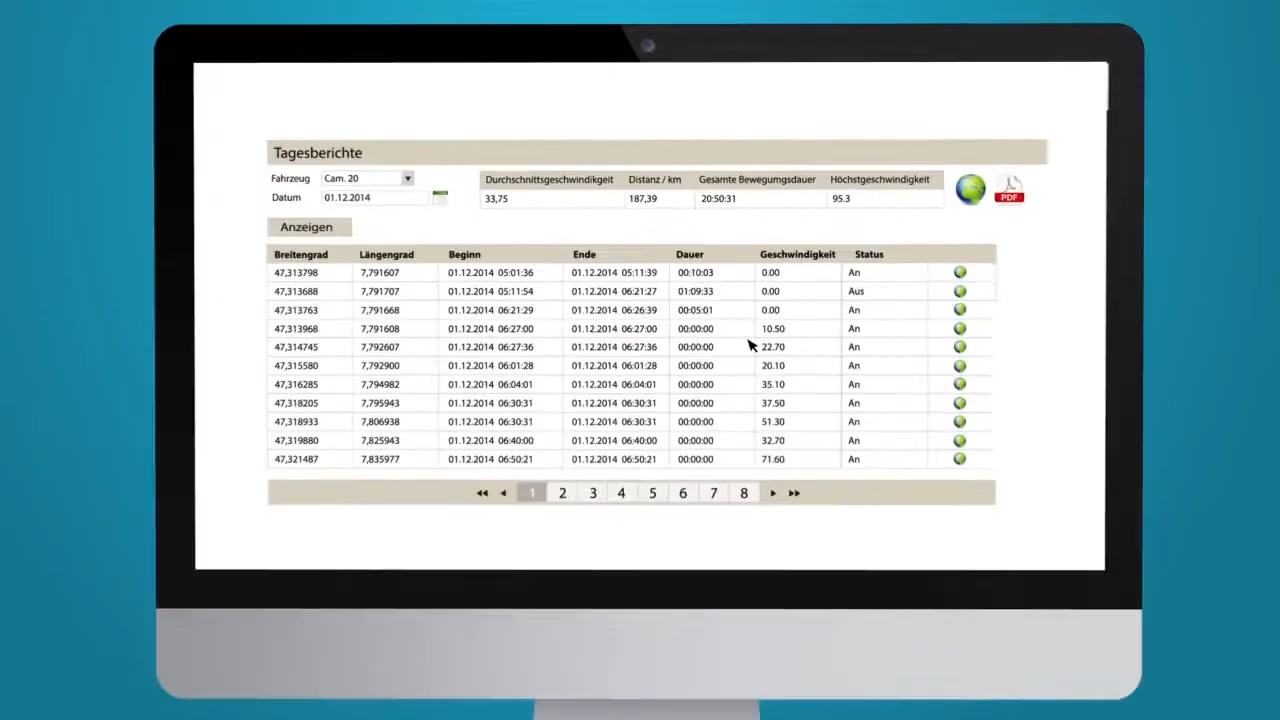 Tagesberichte
Fahrzeug Cam. 20
Datum 01.12.2014
Durchschnittsgeschwindikgeit Distanz / km Gesamte Bewegungsdauer Höchstgeschwindigkeit
33,75 187,39 20:50:31 95.3
PDF
Anzeigen
Breitengrad Längengrad Beginn Ende Dauer Geschwindigkeit Status
47,313798 7,791607 01.12.2014 05:01:36 01.12.2014 05:11:39 00:10:03 0.00 An
47,313688 7,791707 01.12.2014 05:11:54 01.12.2014 06:21:27 01:09:33 0.00 Aus
47,313763 7,791668 01.12.2014 06:21:29 01.12.2014 06:26:39 00:05:01 0.00 An
47,313968 7,791608 01.12.2014 06:27:00 01.12.2014 06:27:00 00:00:00 10.50 An
47,314745 7,792607 01.12.2014 06:27:36 01.12.2014 06:27:36 00:00:00 22.70 An
47,315580 7,792900 01.12.2014 06:01:28 01.12.2014 06:01:28 00:00:00 20.10 An
47,316285 7,794982 01.12.2014 06:04:01 01.12.2014 06:04:01 00:00:00 35.10 An
47,318205 7,795943 01.12.2014 06:30:31 01.12.2014 06:30:31 00:00:00 37.50 An
47,318933 7,806938 01.12.2014 06:30:31 01.12.2014 06:30:31 00:00:00 51.30 An
47,319880 7,825943 01.12.2014 06:40:00 01.12.2014 06:40:00 00:00:00 32.70 An
47,321487 7,835977 01.12.2014 06:50:21 01.12.2014 06:50:21 00:00:00 71.60 An
1 2 3 4 5 6 7 8